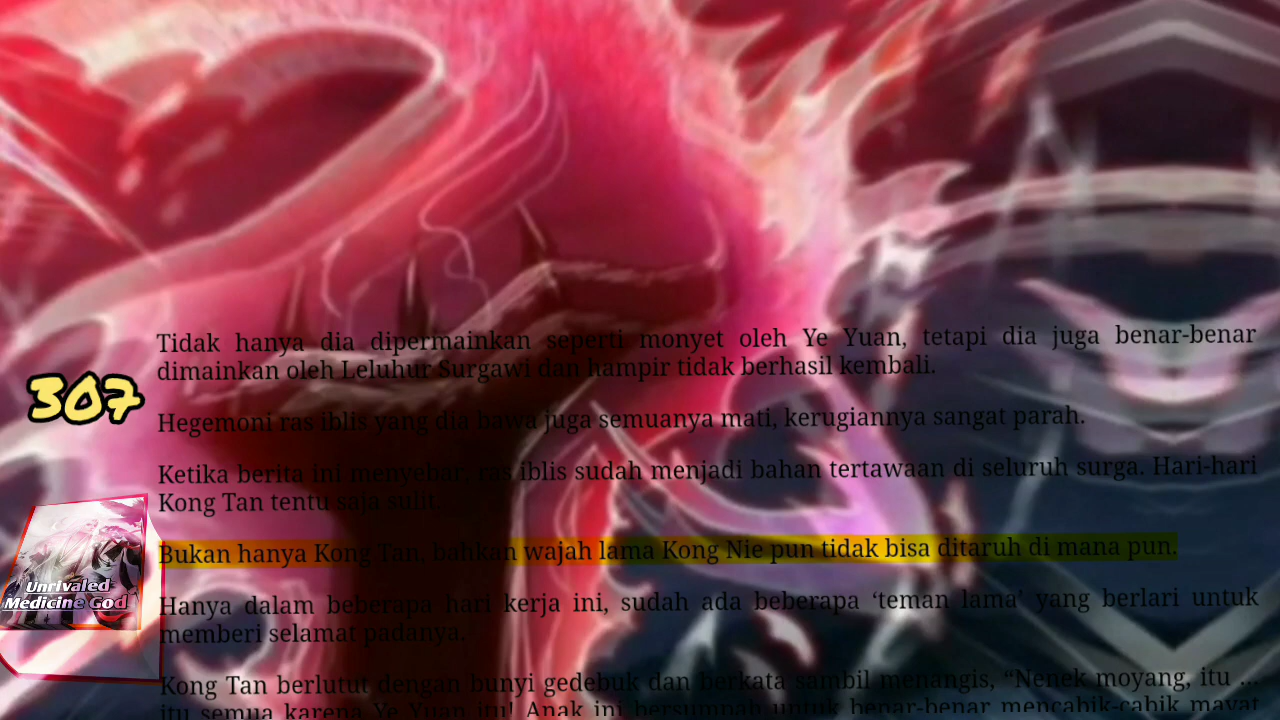 Tidak hanya dia dipermainkan seperti monyet oleh Ye Yuan, tetapi dia juga benar-benar
dimainkan oleh Leluhur Surgawi dan hampir tidak berhasil kembali.
307
Hegemoni ras iblis yang dia bawa juga semuanya mati, kerugiannya sangat parah.
Ketika berita ini menyebar, ras iblis sudah menjadi bahan tertawaan di seluruh surga. Hari-hari
Kong Tan tentu saja sulit.
Bukan hanya Kong Tan, bahkan wajah lama Kong Nie pun tidak bisa ditaruh di mana pun.
Unrivaled
Medicine God
Hanya dalam beberapa hari kerja ini, sudah ada beberapa ‘teman lama’ yang berlari untuk
memberi selamat padanya.
Kong Tan berlutut dengan bunyi gedebuk dan berkata sambil menangis, “Nenek moyang, itu ...
itu semua karena Ye Yuan itu! Anak ini bersumpah untuk benar-benar mencabik-cabik mayat